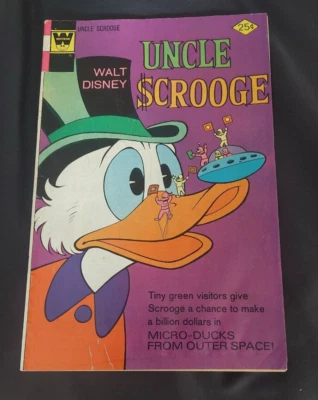 UNCLE SCROOGE
25¢
UNCLE
WALT
DISNEY
$CROOGE
Tiny green visitors give
Scrooge a chance to make
a billion dollars in
MICRO-DUCKS
FROM OUTER SPACE!